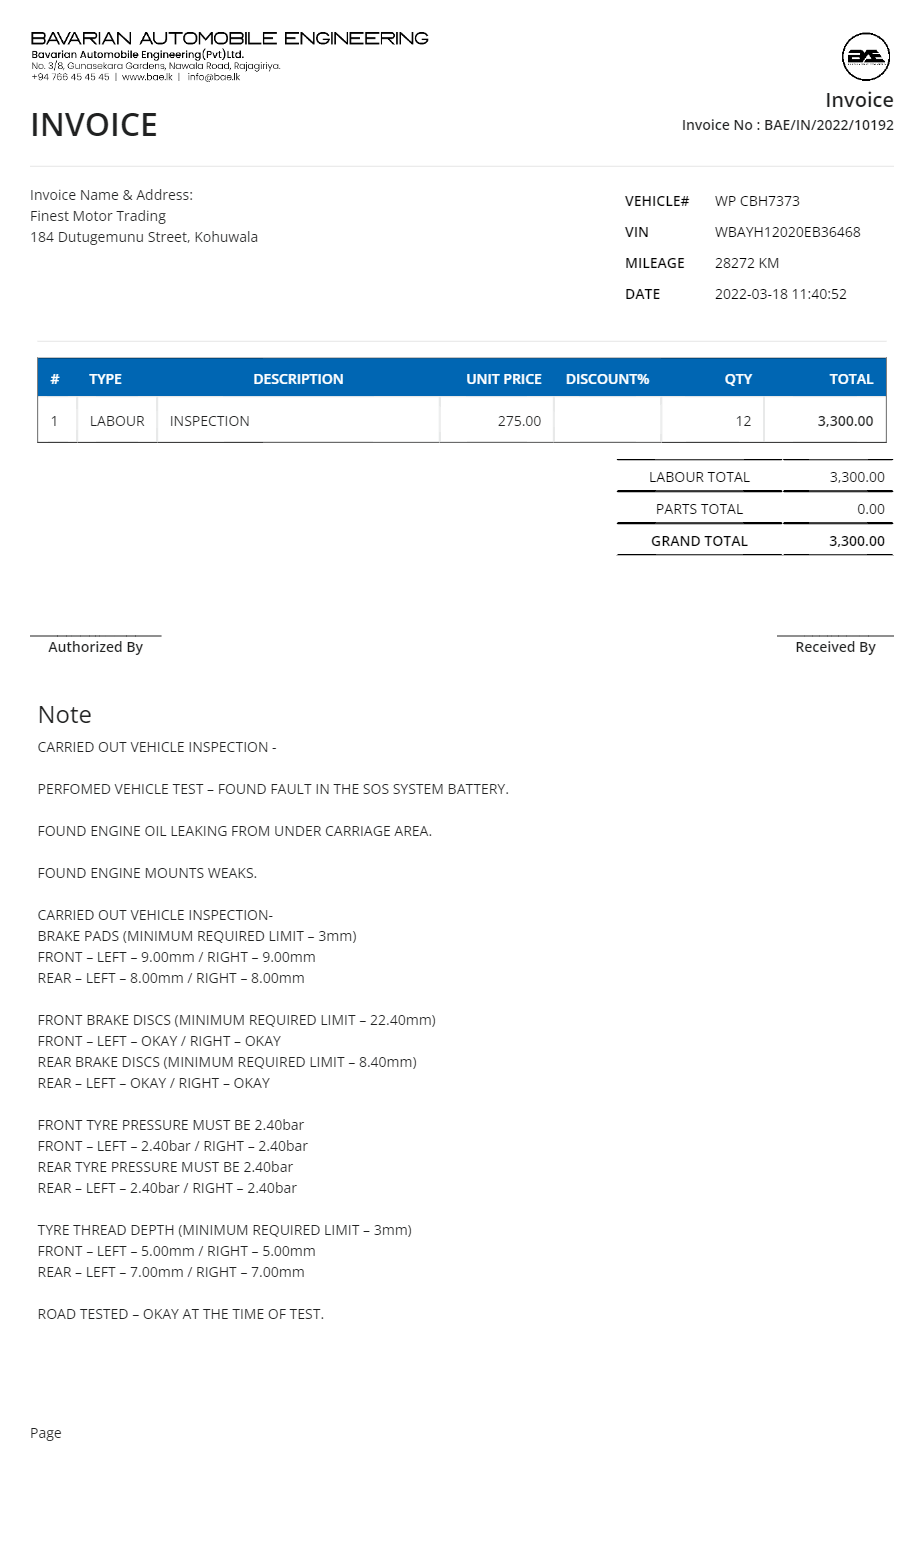 BAVARIAN AUTOMOBILE ENGINEERING
Bavarian Automobile Engineering(Pvt)Ltd.
No. 3/8, Gunasekara Gardens, Nawala Road, Rajagiriya.
+94 766 45 45 45 | www.bae.lk | info@bae.lk
BAE
Invoice
INVOICE
Invoice No : BAE/IN/2022/10192
Invoice Name & Address:
Finest Motor Trading
184 Dutugemunu Street, Kohuwala
VEHICLE# WP CBH7373
VIN WBAYH12020EB36468
MILEAGE 28272 KM
DATE 2022-03-18 11:40:52
# TYPE DESCRIPTION UNIT PRICE DISCOUNT% QTY TOTAL
1 LABOUR INSPECTION 275.00 12 3,300.00
LABOUR TOTAL 3,300.00
PARTS TOTAL 0.00
GRAND TOTAL 3,300.00
Authorized By Received By
Note
CARRIED OUT VEHICLE INSPECTION -
PERFOMED VEHICLE TEST – FOUND FAULT IN THE SOS SYSTEM BATTERY.
FOUND ENGINE OIL LEAKING FROM UNDER CARRIAGE AREA.
FOUND ENGINE MOUNTS WEAKS.
CARRIED OUT VEHICLE INSPECTION-
BRAKE PADS (MINIMUM REQUIRED LIMIT – 3mm)
FRONT – LEFT – 9.00mm / RIGHT – 9.00mm
REAR – LEFT – 8.00mm / RIGHT – 8.00mm
FRONT BRAKE DISCS (MINIMUM REQUIRED LIMIT – 22.40mm)
FRONT – LEFT – OKAY / RIGHT – OKAY
REAR BRAKE DISCS (MINIMUM REQUIRED LIMIT – 8.40mm)
REAR – LEFT – OKAY / RIGHT – OKAY
FRONT TYRE PRESSURE MUST BE 2.40bar
FRONT – LEFT – 2.40bar / RIGHT – 2.40bar
REAR TYRE PRESSURE MUST BE 2.40bar
REAR – LEFT – 2.40bar / RIGHT – 2.40bar
TYRE THREAD DEPTH (MINIMUM REQUIRED LIMIT – 3mm)
FRONT – LEFT – 5.00mm / RIGHT – 5.00mm
REAR – LEFT – 7.00mm / RIGHT – 7.00mm
ROAD TESTED – OKAY AT THE TIME OF TEST.
Page